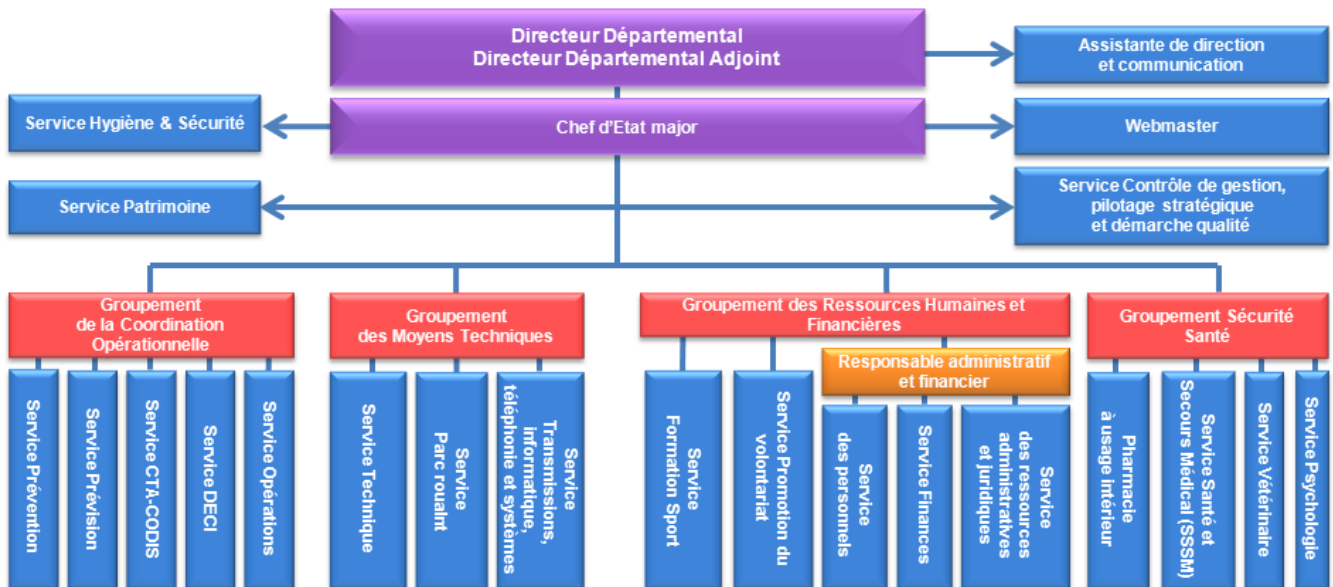 Directeur Départemental
Directeur Départemental Adjoint
Assistante de direction
et communication
Service Hygiène & Sécurité
Chef d'Etat major
Webmaster
Service Patrimoine
Service Contrôle de gestion,
pilotage stratégique
et démarche qualité
Groupement
de la Coordination
Opérationnelle
Groupement
des Moyens Techniques
Groupement des Ressources Humaines et
Financières
Groupement Sécurité
Santé
Responsable administratif
et financier
Service Prévention
Service Prévision
Service CTA-CODIS
Service DECI
Service Opérations
Service Technique
Service
Parc roualnt
Service
Transmissions,
informatique,
téléphonie et systèmes
Service
Formation Sport
Service Promotion du
volontariat
Service
des personnels
Service Finances
Service
des ressources
administratives
et juridiques
Pharmacie
à usage intérieur
Service Santé et
Secours Médical (SSSM)
Service Vétérinaire
Service Psychologie